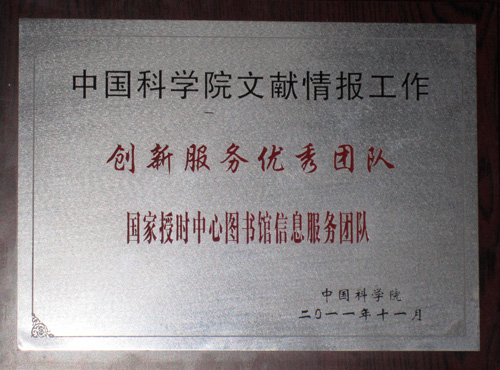 中国科学院文献情报工作
创新服务优秀团队
国家授时中心图书馆信息服务团队
中国科学院
二〇一一年十一月